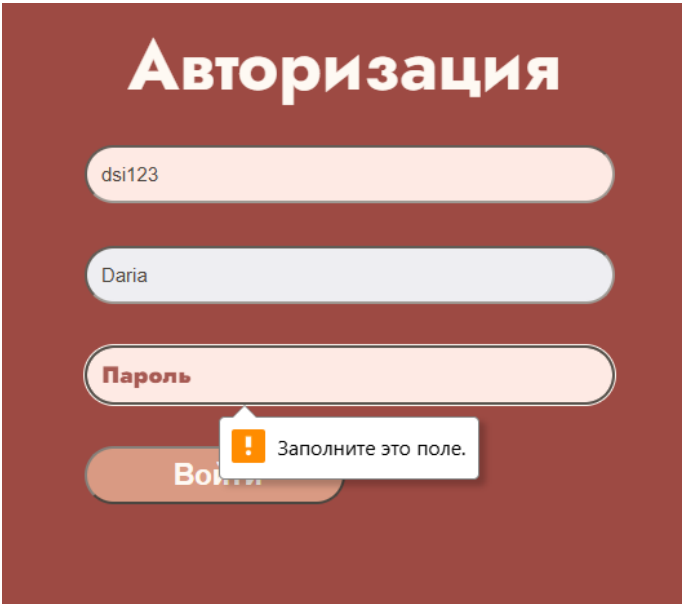 Авторизация
dsi123
Daria
Пароль
Заполните это поле.
Войти